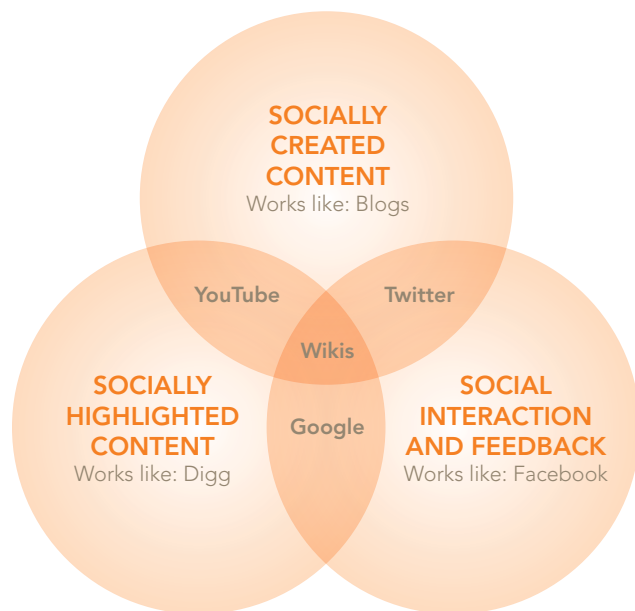 SOCIALLY
CREATED
CONTENT
Works like: Blogs
YouTube
Twitter
Wikis
SOCIALLY
HIGHLIGHTED
CONTENT
Works like: Digg
Google
SOCIAL
INTERACTION
AND FEEDBACK
Works like: Facebook